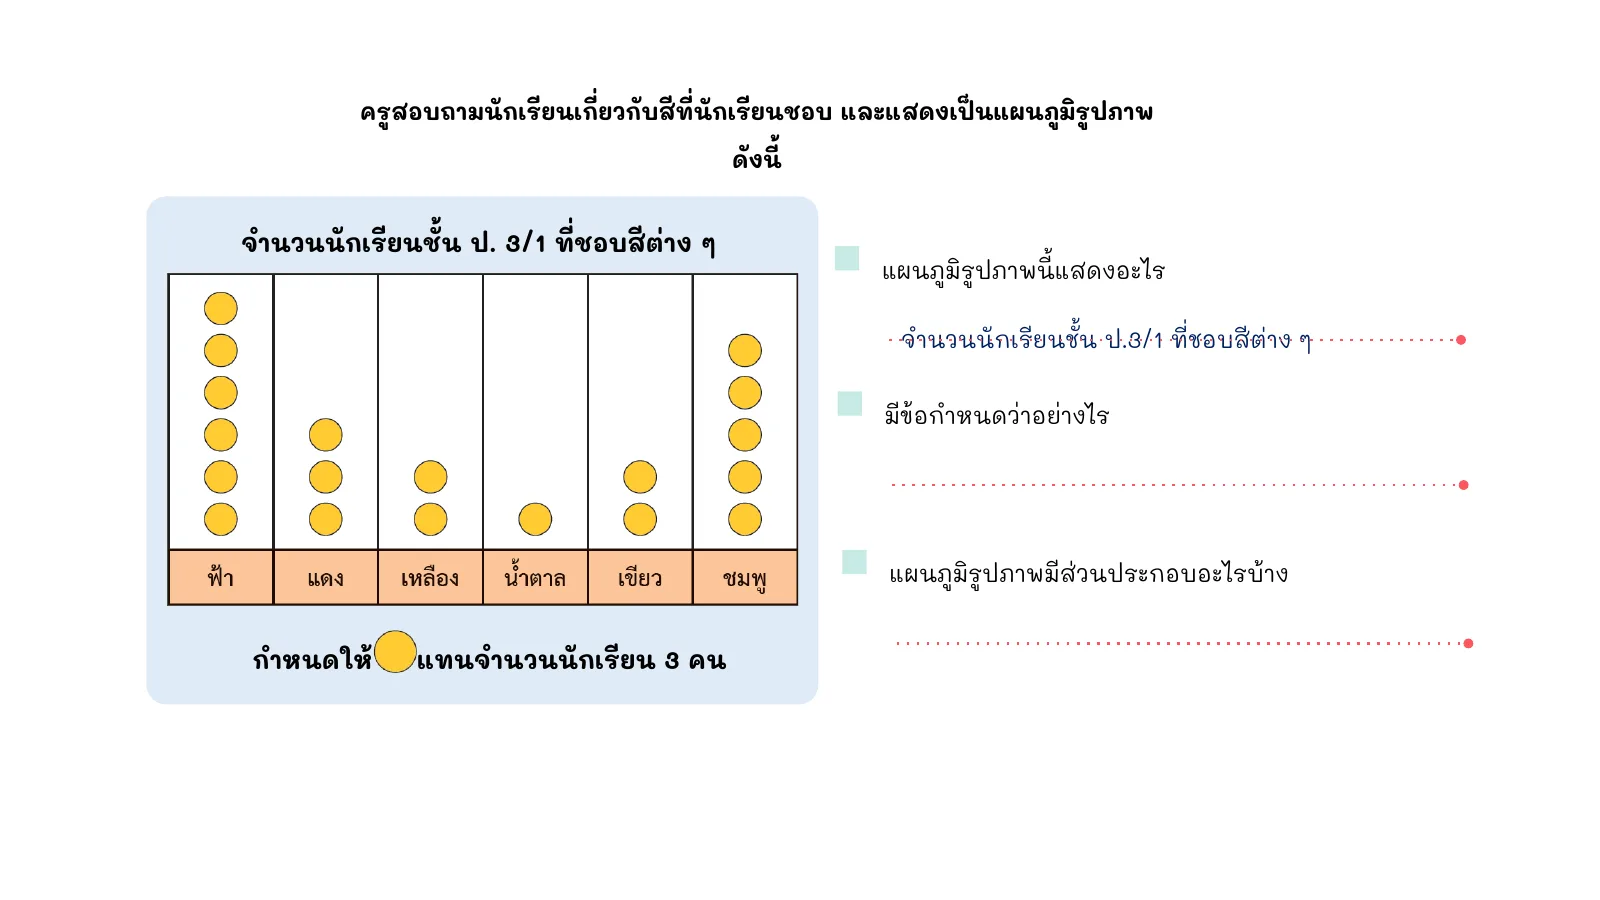 ครูสอบถามนักเรียนเกี่ยวกับสีที่นักเรียนชอบ และแสดงเป็นแผนภูมิรูปภาพ
ดังนี้
จำนวนนักเรียนชั้น ป. 3/1 ที่ชอบสีต่าง ๆ
ฟ้า แดง เหลือง น้ำตาล เขียว ชมพู
กำหนดให้ แทนจำนวนนักเรียน 3 คน
แผนภูมิรูปภาพนี้แสดงอะไร
จำนวนนักเรียนชั้น ป.3/1 ที่ชอบสีต่าง ๆ
มีข้อกำหนดว่าอย่างไร
แผนภูมิรูปภาพมีส่วนประกอบอะไรบ้าง